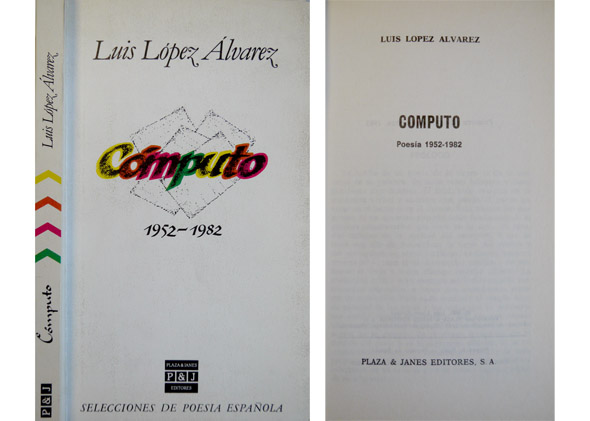 Luis López Álvarez
Cómputo
P&J
Luis López Álvarez
Cómputo
1952-1982
PLAZA & JANES
P&J
EDITORES
SELECCIONES DE POESIA ESPAÑOLA
LUIS LOPEZ ALVAREZ
COMPUTO
Poesía 1952-1982
PLAZA & JANES EDITORES, S. A.